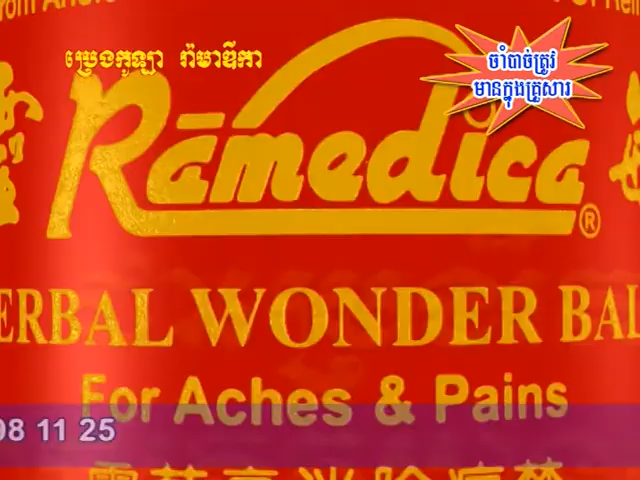 ប្រេងកូឡា រ៉ាមាឌីកា
ចាំបាច់ត្រូវ
មានក្នុងគ្រួសារ
Rāmedica®
ERBAL WONDER BAL
For Aches & Pains
08 11 25